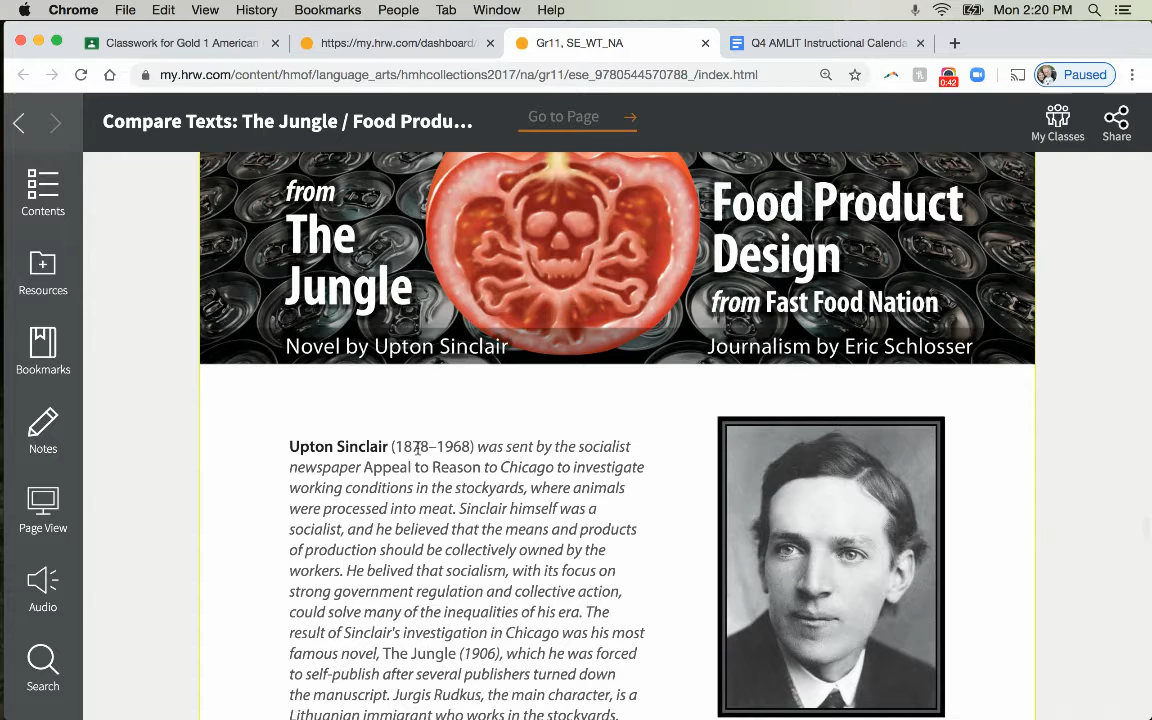 Chrome File Edit View History Bookmarks People Tab Window Help Mon 2:20 PM
Classwork for Gold 1 American https://my.hrw.com/dashboard/ Gr11, SE_WT_NA Q4 AMLIT Instructional Calenda
my.hrw.com/content/hmof/language_arts/hmhcollections2017/na/gr11/ese_9780544570788_/index.html 0:42 Paused
Compare Texts: The Jungle / Food Produ... Go to Page → My Classes Share
Contents
Resources
Bookmarks
Notes
Page View
Audio
Search
from
The
Jungle
Novel by Upton Sinclair
Food Product
Design
from Fast Food Nation
Journalism by Eric Schlosser
Upton Sinclair (1878–1968) was sent by the socialist
newspaper Appeal to Reason to Chicago to investigate
working conditions in the stockyards, where animals
were processed into meat. Sinclair himself was a
socialist, and he believed that the means and products
of production should be collectively owned by the
workers. He belived that socialism, with its focus on
strong government regulation and collective action,
could solve many of the inequalities of his era. The
result of Sinclair's investigation in Chicago was his most
famous novel, The Jungle (1906), which he was forced
to self-publish after several publishers turned down
the manuscript. Jurgis Rudkus, the main character, is a
Lithuanian immigrant who works in the stockyards.